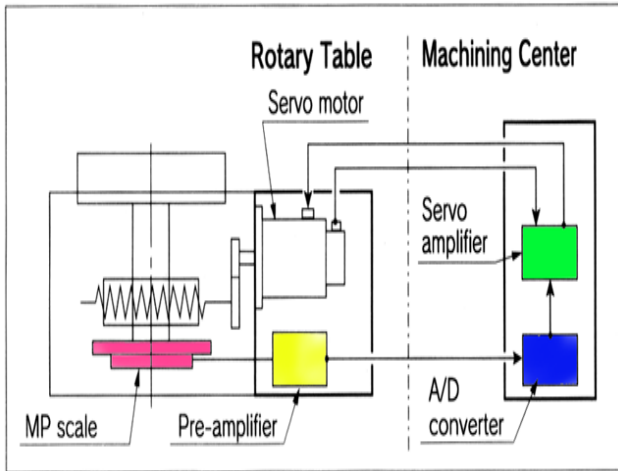 Rotary Table
Machining Center
Servo motor
Servo
amplifier
MP scale
Pre-amplifier
A/D
converter